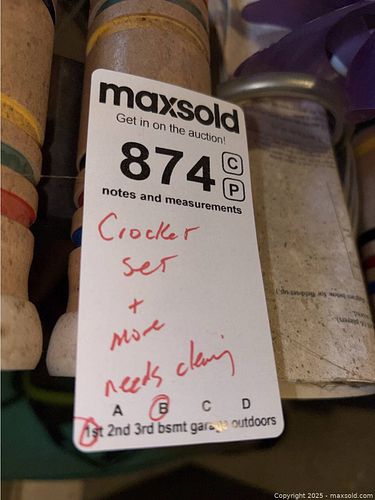 maxsold
Get in on the auction!
874 C
P
notes and measurements
Crocket
set
+
more
needs cleaning
A B C D
1st 2nd 3rd bsmt garage outdoors
Copyright 2025 - maxsold.com